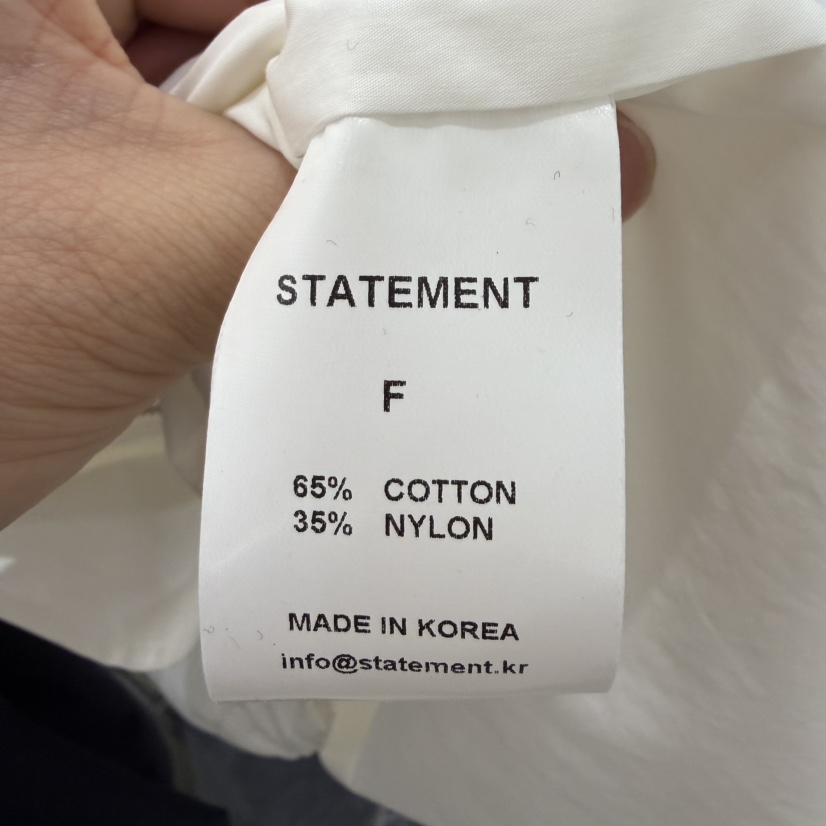 STATEMENT
F
65% COTTON
35% NYLON
MADE IN KOREA
info@statement.kr